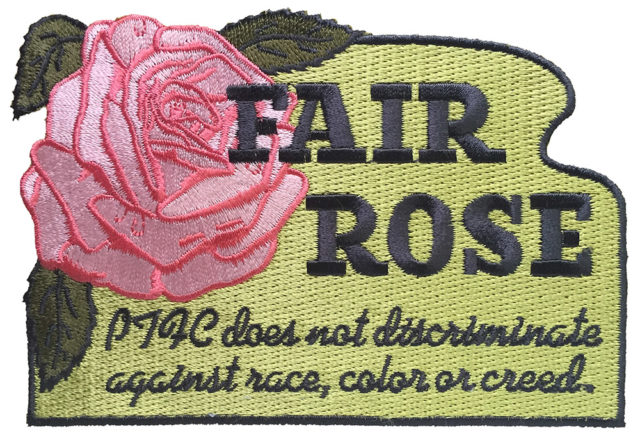 FAIR
ROSE
PTFC does not discriminate
against race, color or creed.